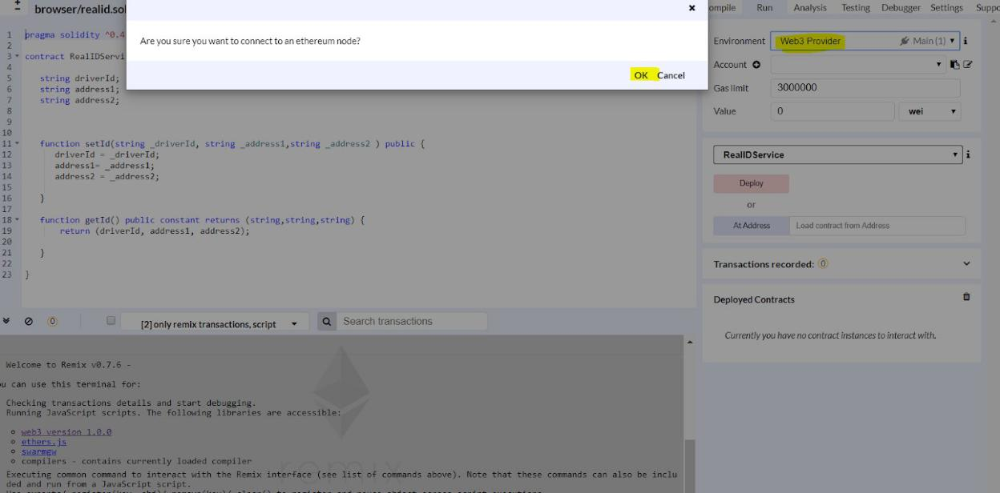 browser/realid.sol
ompile Run Analysis Testing Debugger Settings Suppo
Are you sure you want to connect to an ethereum node?
OK Cancel
1 pragma solidity ^0.4
2
3 contract RealIDServi
4
5 string driverId;
6 string address1;
7 string address2;
8
9
10
11 function setId(string _driverId, string _address1,string _address2 ) public {
12 driverId = _driverId;
13 address1= _address1;
14 address2 = _address2;
15
16 }
17
18 function getId() public constant returns (string,string,string) {
19 return (driverId, address1, address2);
20
21 }
22
23 }
Environment Web3 Provider Main (1)
Account
Gas limit 3000000
Value 0 wei
RealIDService
Deploy
or
At Address Load contract from Address
Transactions recorded: 0
Deployed Contracts
Currently you have no contract instances to interact with.
0 [2] only remix transactions, script Search transactions
Welcome to Remix v0.7.6 -
ou can use this terminal for:
Checking transactions details and start debugging.
Running JavaScript scripts. The following libraries are accessible:
web3 version 1.0.0
ethers.js
swarmgw
compilers - contains currently loaded compiler
Executing common command to interact with the Remix interface (see list of commands above). Note that these commands can also be inclu
ded and run from a JavaScript script.
remix